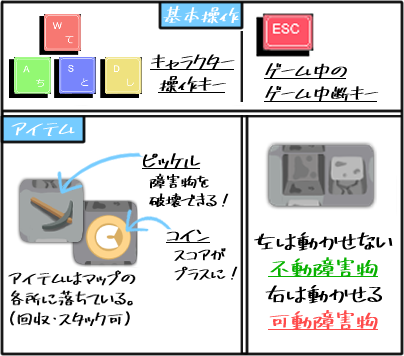 基本操作
W
て
A
ち
S
と
D
し
キャラクター
操作キー
ESC
ゲーム中の
ゲーム中断キー
アイテム
ピッケル
障害物を
破壊できる!
コイン
スコアが
プラスに!
アイテムはマップの
各所に落ちている。
(回収・スタック可)
左は動かせない
不動障害物
右は動かせる
可動障害物